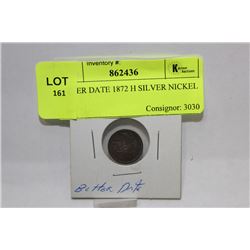 Inventory #:
862436
LOT
161
ER DATE 1872 H SILVER NICKEL
Consignor: 3030
Better Date